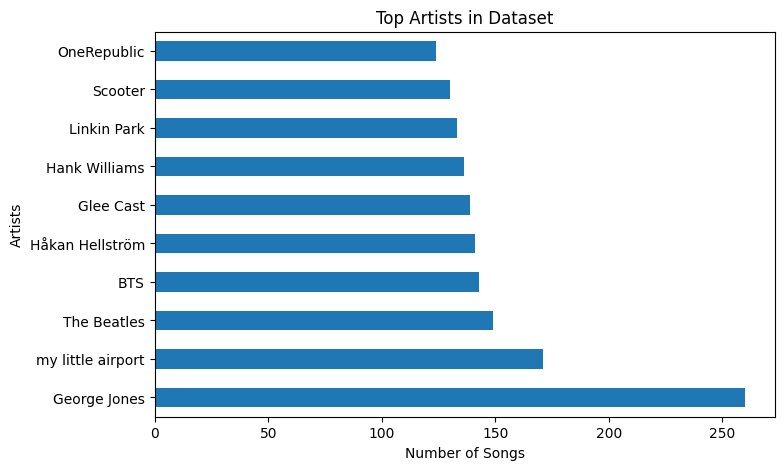 Top Artists in Dataset
OneRepublic
Scooter
Linkin Park
Hank Williams
Glee Cast
Håkan Hellström
BTS
The Beatles
my little airport
George Jones
Artists
0 50 100 150 200 250
Number of Songs